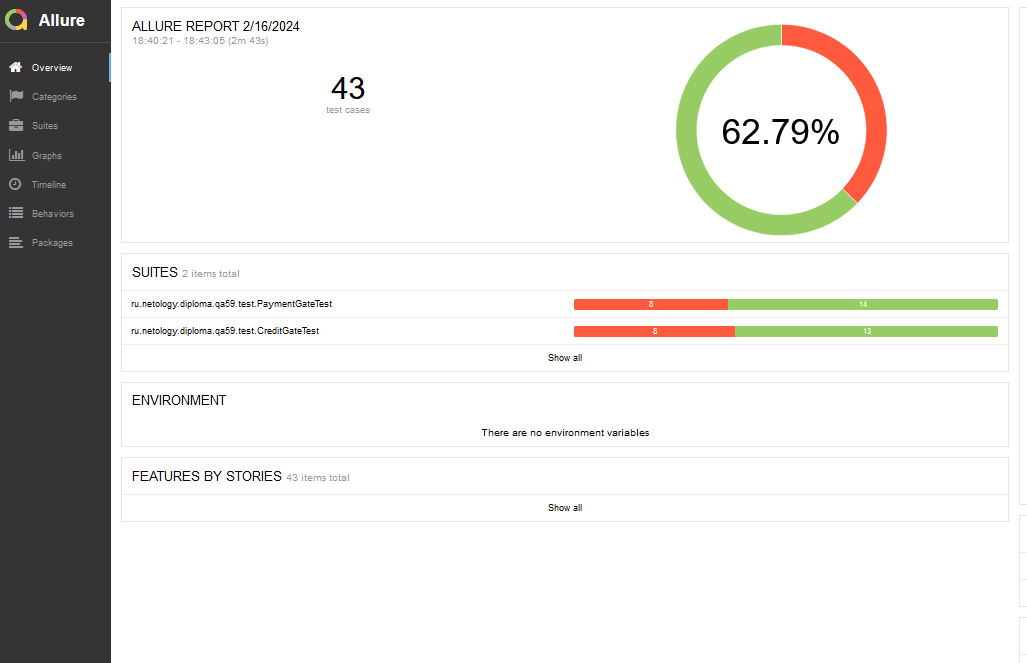 Allure
Overview
Categories
Suites
Graphs
Timeline
Behaviors
Packages
ALLURE REPORT 2/16/2024
18:40:21 - 18:43:05 (2m 43s)
43
test cases
62.79%
SUITES 2 items total
ru.netology.diploma.qa59.test.PaymentGateTest 8 14
ru.netology.diploma.qa59.test.CreditGateTest 8 13
Show all
ENVIRONMENT
There are no environment variables
FEATURES BY STORIES 43 items total
Show all